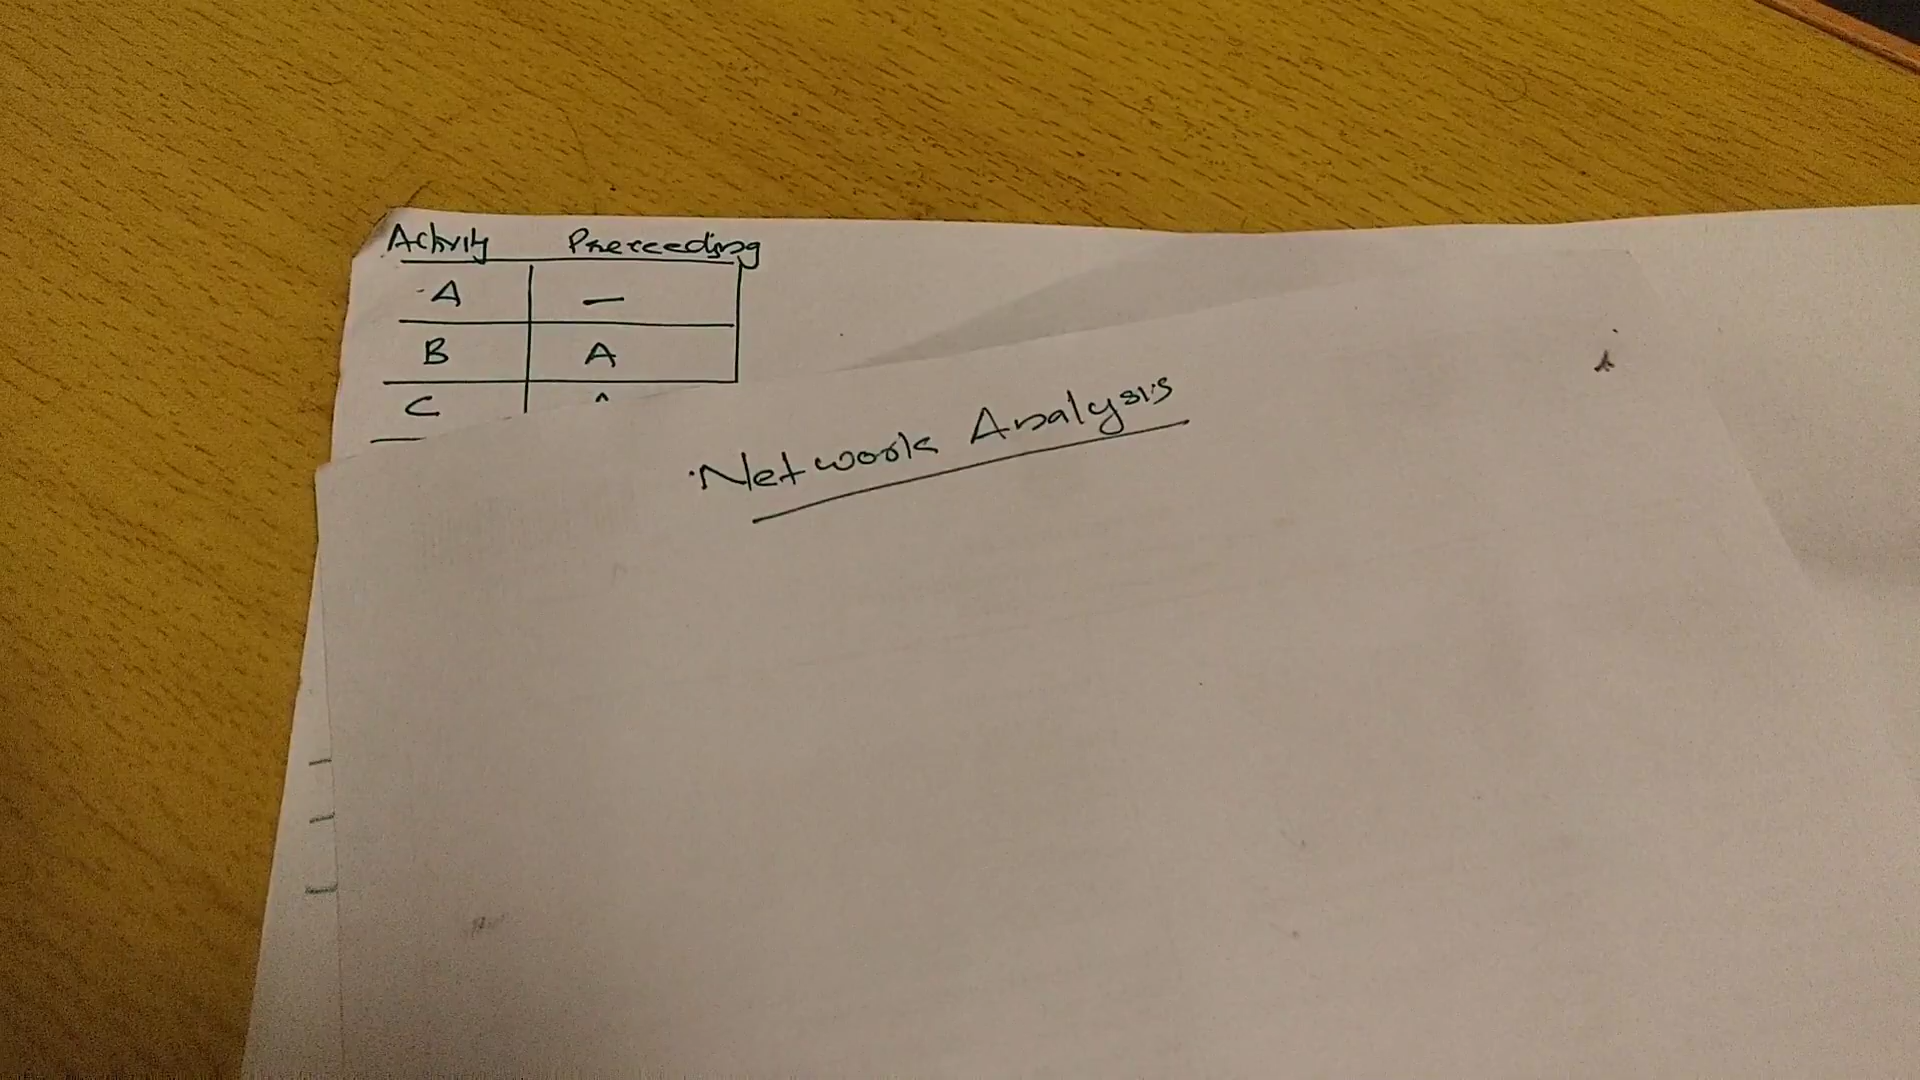 Activity Preceeding
A —
B A
C
Network Analysis